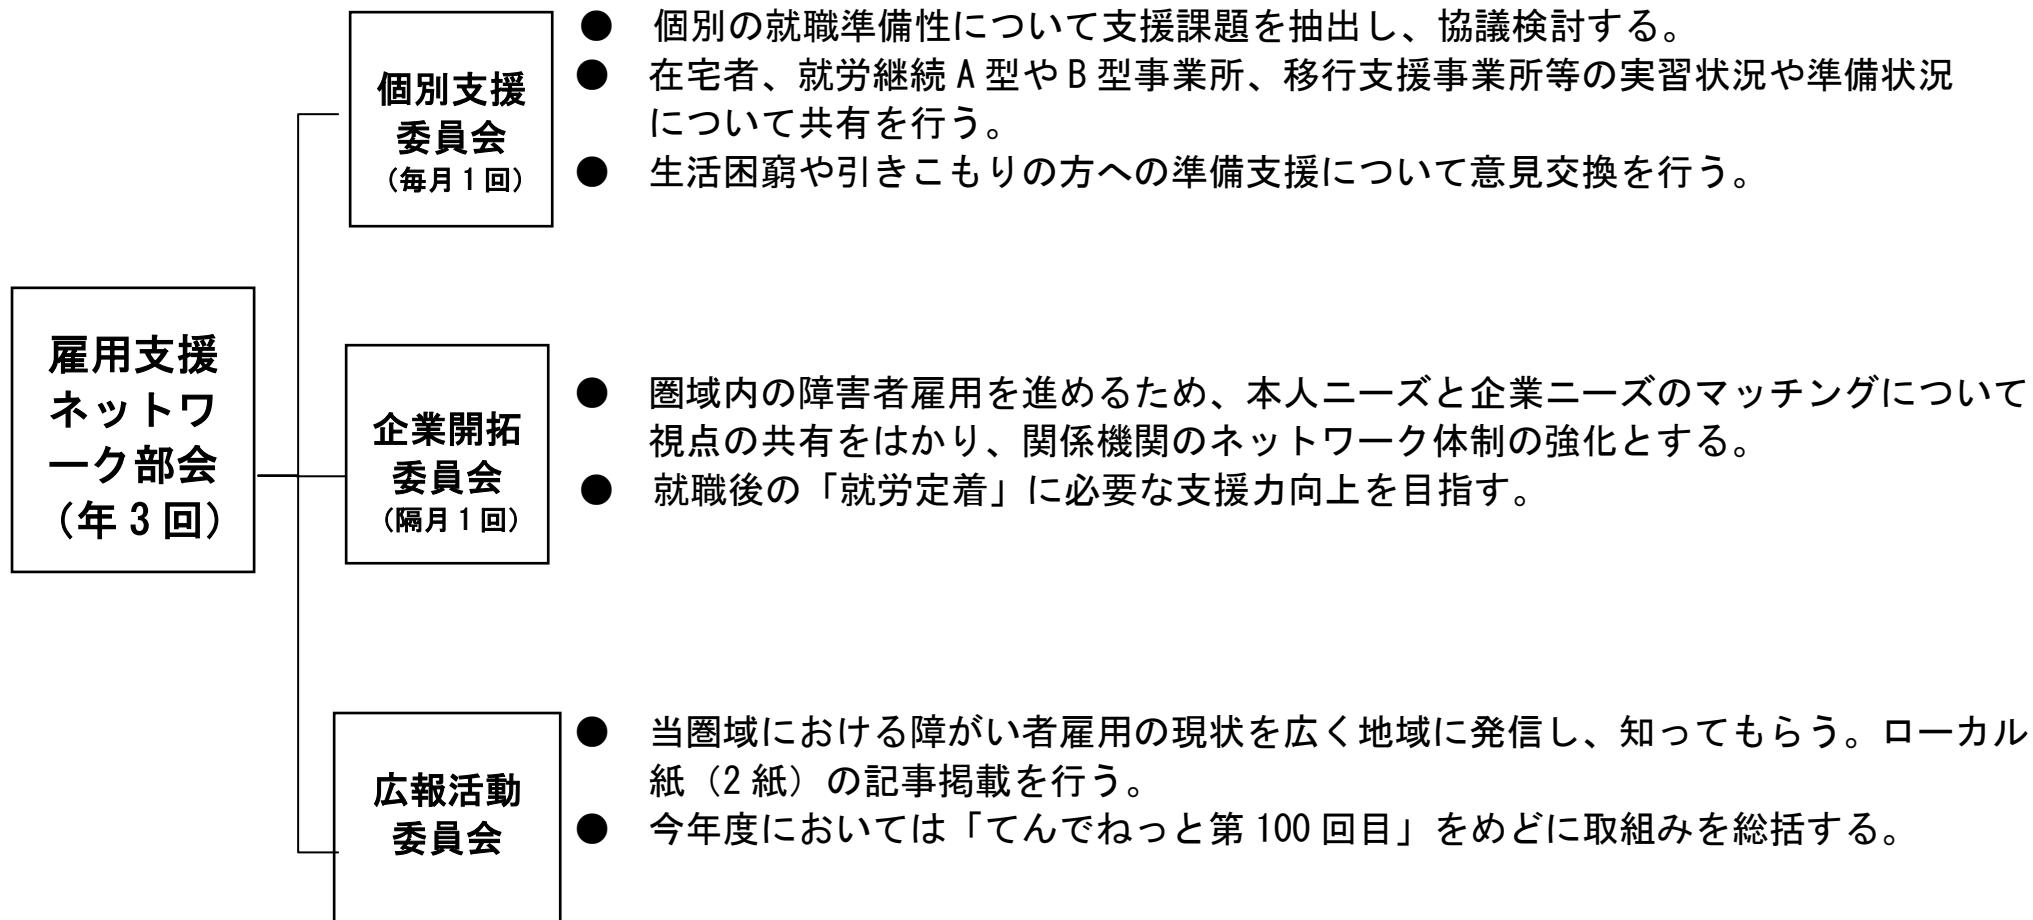 個別支援
委員会
（毎月1回）
● 個別の就職準備性について支援課題を抽出し、協議検討する。
● 在宅者、就労継続A型やB型事業所、移行支援事業所等の実習状況や準備状況
について共有を行う。
● 生活困窮や引きこもりの方への準備支援について意見交換を行う。
雇用支援
ネットワ
ーク部会
（年3回）
企業開拓
委員会
（隔月1回）
● 圏域内の障害者雇用を進めるため、本人ニーズと企業ニーズのマッチングについて
視点の共有をはかり、関係機関のネットワーク体制の強化とする。
● 就職後の「就労定着」に必要な支援力向上を目指す。
広報活動
委員会
● 当圏域における障がい者雇用の現状を広く地域に発信し、知ってもらう。ローカル
紙（2紙）の記事掲載を行う。
● 今年度においては「てんでねっと第100回目」をめどに取組みを総括する。